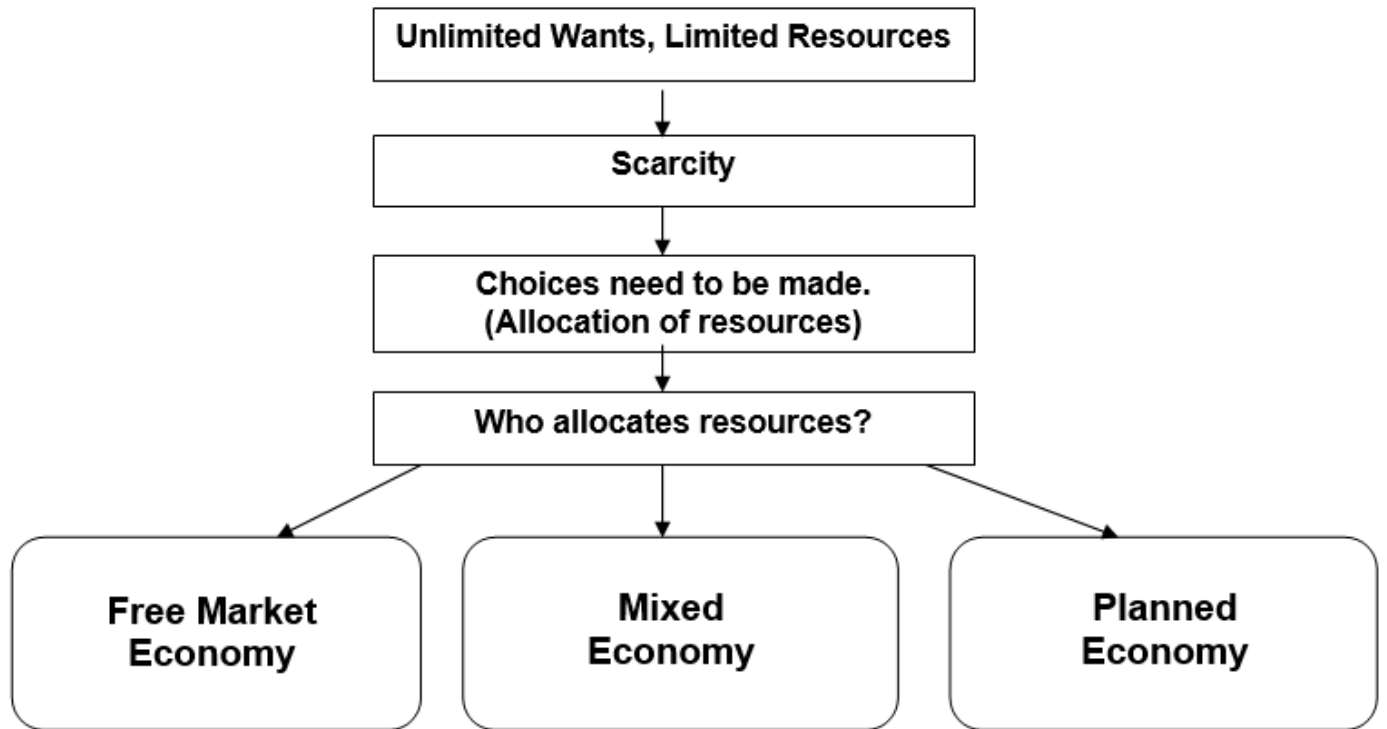 Unlimited Wants, Limited Resources
Scarcity
Choices need to be made.
(Allocation of resources)
Who allocates resources?
Free Market
Economy
Mixed
Economy
Planned
Economy